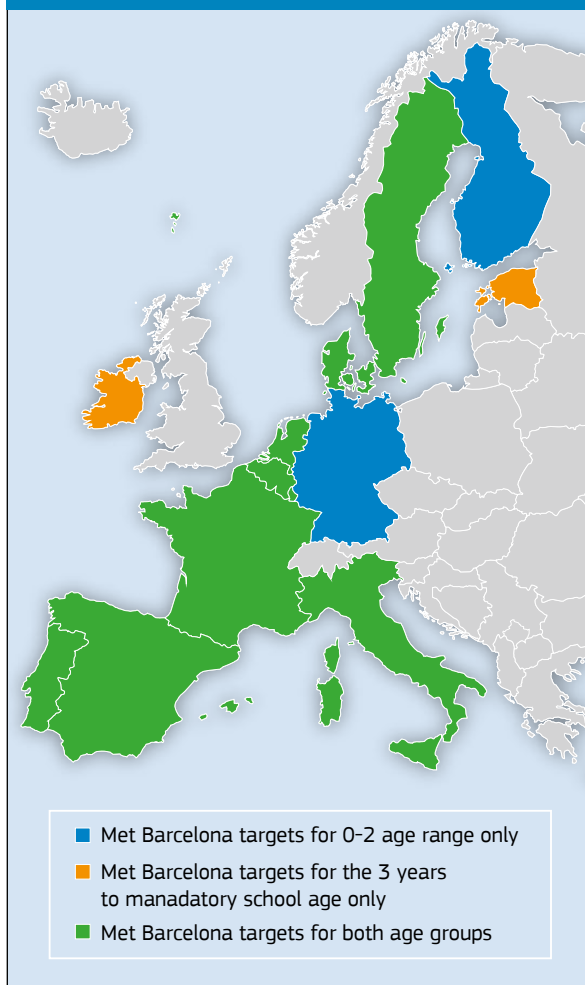 Met Barcelona targets for 0-2 age range only
Met Barcelona targets for the 3 years
to manadatory school age only
Met Barcelona targets for both age groups